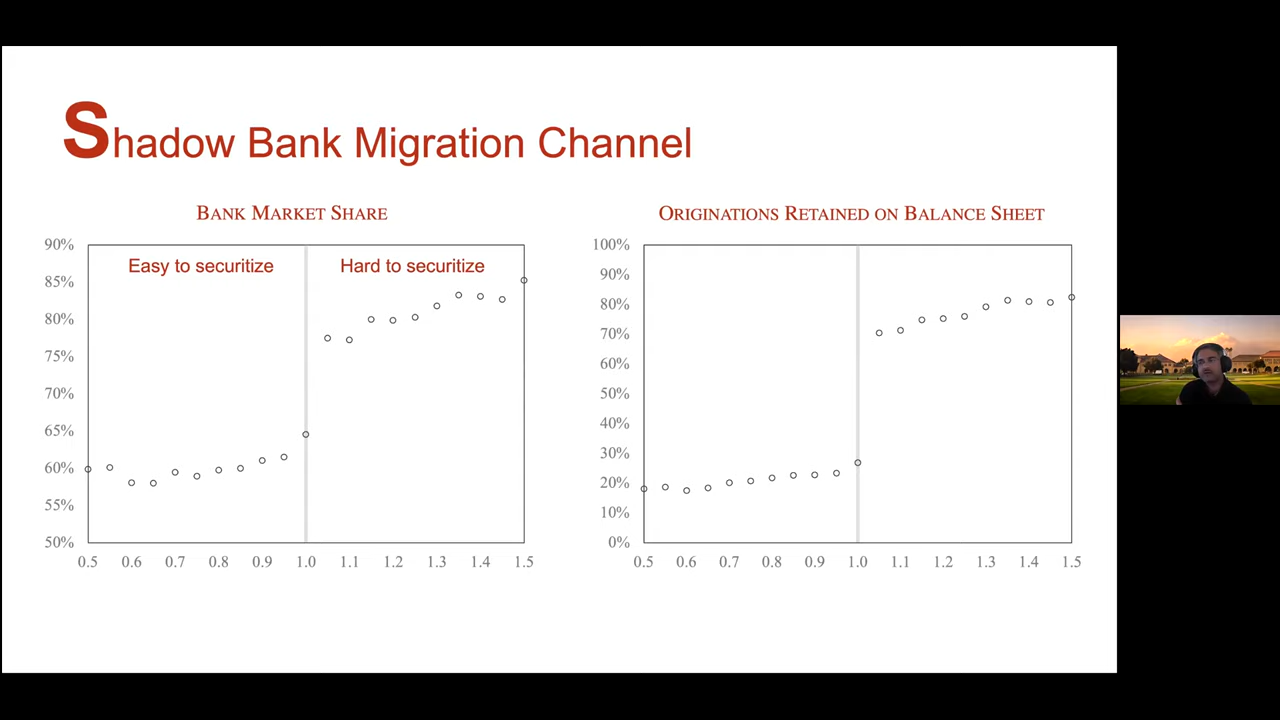 Shadow Bank Migration Channel
BANK MARKET SHARE
90%
85%
80%
75%
70%
65%
60%
55%
50%
Easy to securitize
Hard to securitize
0.5 0.6 0.7 0.8 0.9 1.0 1.1 1.2 1.3 1.4 1.5
ORIGINATIONS RETAINED ON BALANCE SHEET
100%
90%
80%
70%
60%
50%
40%
30%
20%
10%
0%
0.5 0.6 0.7 0.8 0.9 1.0 1.1 1.2 1.3 1.4 1.5